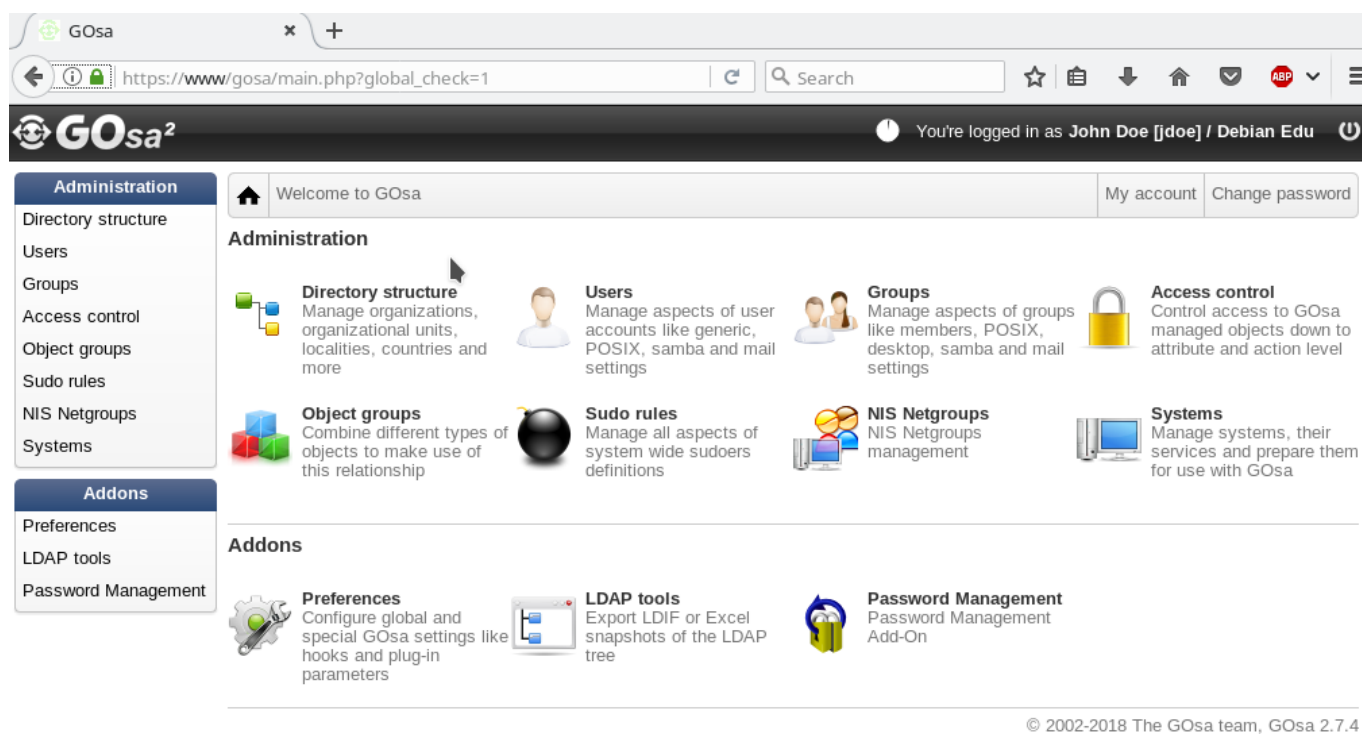 GOsa
https://www/gosa/main.php?global_check=1
Search
ABP
GOsa²
You're logged in as John Doe [jdoe] / Debian Edu
Administration
Directory structure
Users
Groups
Access control
Object groups
Sudo rules
NIS Netgroups
Systems
Addons
Preferences
LDAP tools
Password Management
Welcome to GOsa
My account
Change password
Administration
Directory structure
Manage organizations,
organizational units,
localities, countries and
more
Users
Manage aspects of user
accounts like generic,
POSIX, samba and mail
settings
Groups
Manage aspects of groups
like members, POSIX,
desktop, samba and mail
settings
Access control
Control access to GOsa
managed objects down to
attribute and action level
Object groups
Combine different types of
objects to make use of
this relationship
Sudo rules
Manage all aspects of
system wide sudoers
definitions
NIS Netgroups
NIS Netgroups
management
Systems
Manage systems, their
services and prepare them
for use with GOsa
Addons
Preferences
Configure global and
special GOsa settings like
hooks and plug-in
parameters
LDAP tools
Export LDIF or Excel
snapshots of the LDAP
tree
Password Management
Password Management
Add-On
© 2002-2018 The GOsa team, GOsa 2.7.4